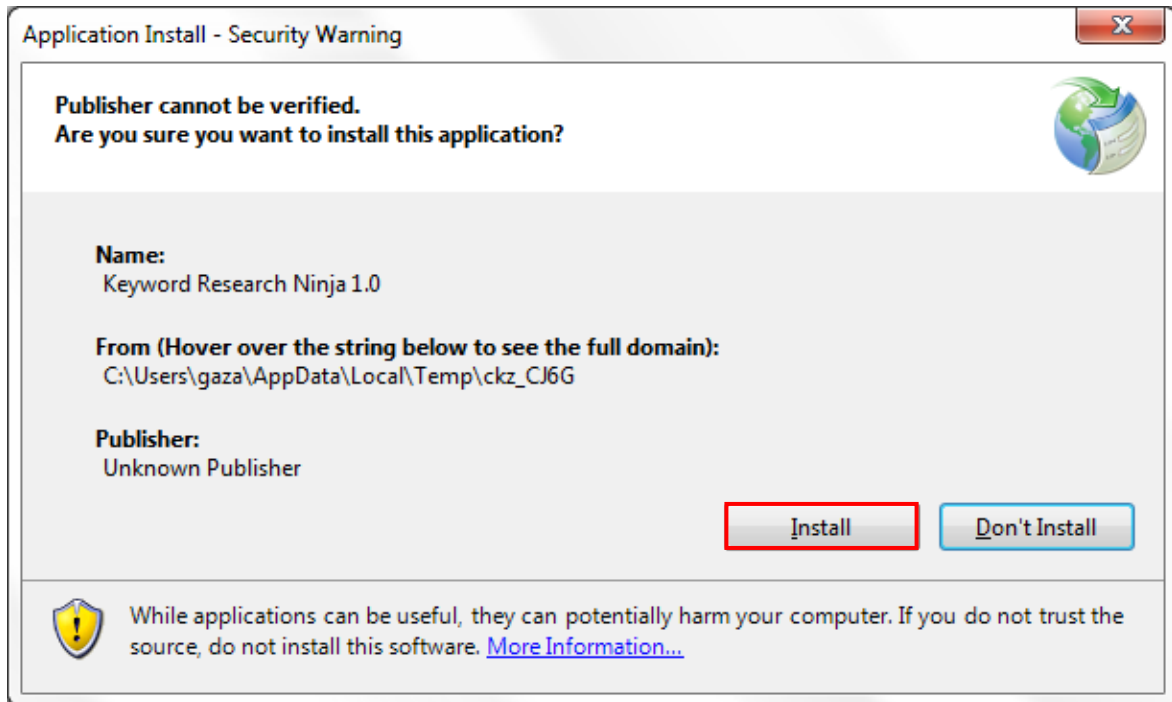 Application Install - Security Warning
Publisher cannot be verified.
Are you sure you want to install this application?
Name:
Keyword Research Ninja 1.0
From (Hover over the string below to see the full domain):
C:\Users\gaza\AppData\Local\Temp\ckz_CJ6G
Publisher:
Unknown Publisher
Install
Don't Install
While applications can be useful, they can potentially harm your computer. If you do not trust the
source, do not install this software. More Information...